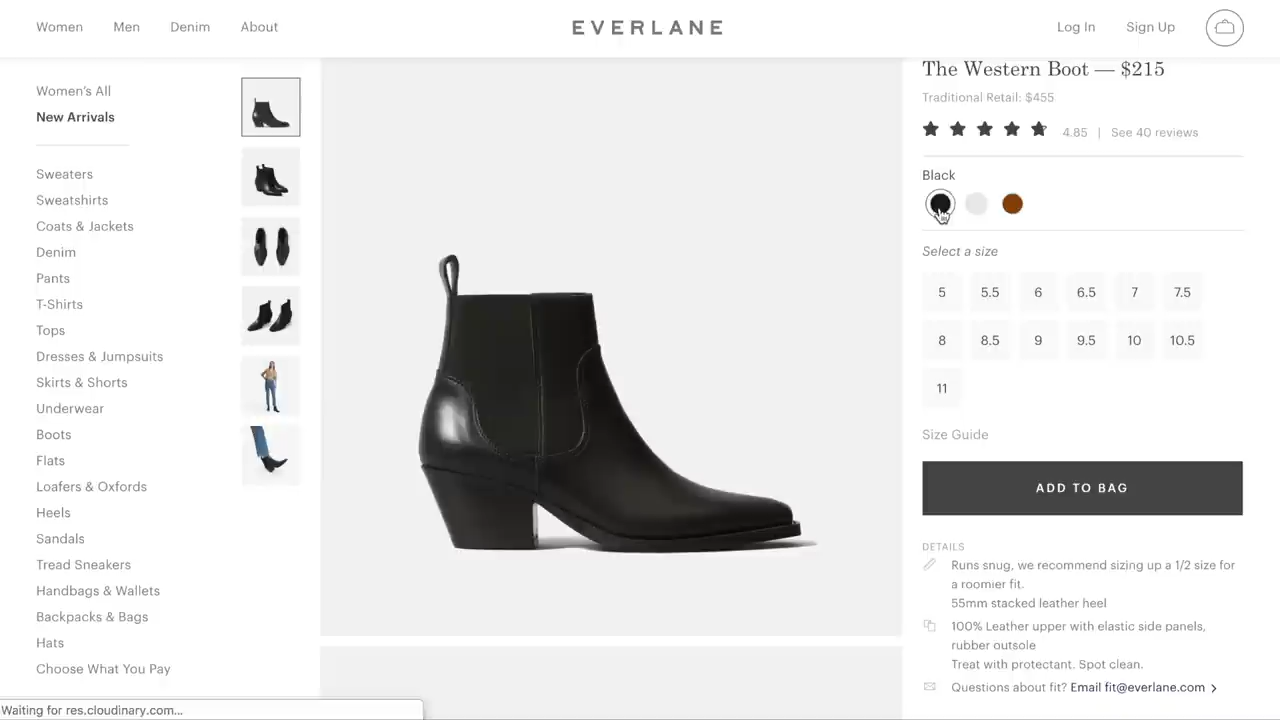 Women Men Denim About EVERLANE Log In Sign Up
Women's All
New Arrivals
Sweaters
Sweatshirts
Coats & Jackets
Denim
Pants
T-Shirts
Tops
Dresses & Jumpsuits
Skirts & Shorts
Underwear
Boots
Flats
Loafers & Oxfords
Heels
Sandals
Tread Sneakers
Handbags & Wallets
Backpacks & Bags
Hats
Choose What You Pay
The Western Boot — $215
Traditional Retail: $455
4.85 | See 40 reviews
Black
Select a size
5 5.5 6 6.5 7 7.5
8 8.5 9 9.5 10 10.5
11
Size Guide
ADD TO BAG
DETAILS
Runs snug, we recommend sizing up a 1/2 size for
a roomier fit.
55mm stacked leather heel
100% Leather upper with elastic side panels,
rubber outsole
Treat with protectant. Spot clean.
Questions about fit? Email fit@everlane.com
Waiting for res.cloudinary.com...